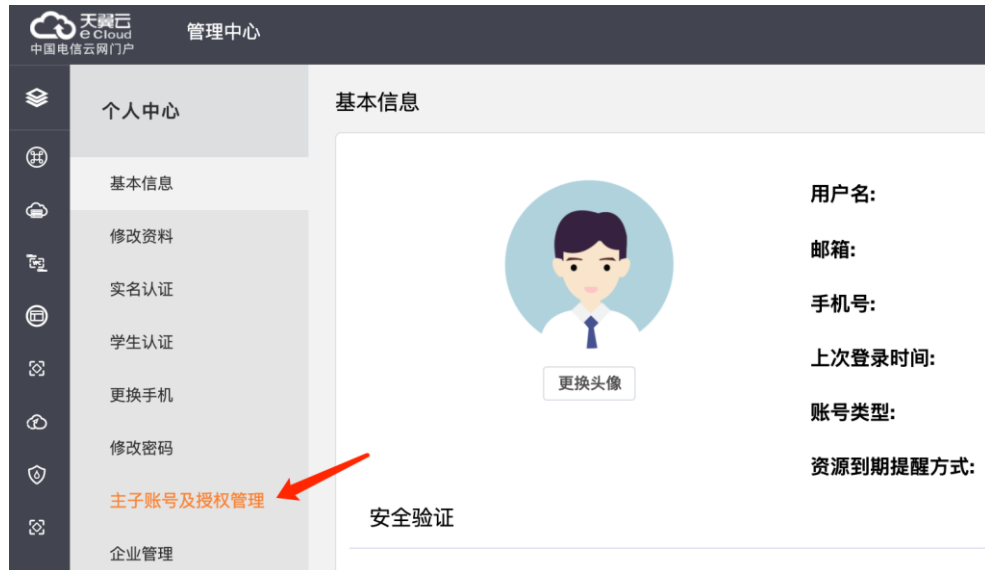 天翼云
e Cloud
中国电信云网门户
管理中心
个人中心
基本信息
修改资料
实名认证
学生认证
更换手机
修改密码
主子账号及授权管理
企业管理
基本信息
更换头像
用户名:
邮箱:
手机号:
上次登录时间:
账号类型:
资源到期提醒方式:
安全验证